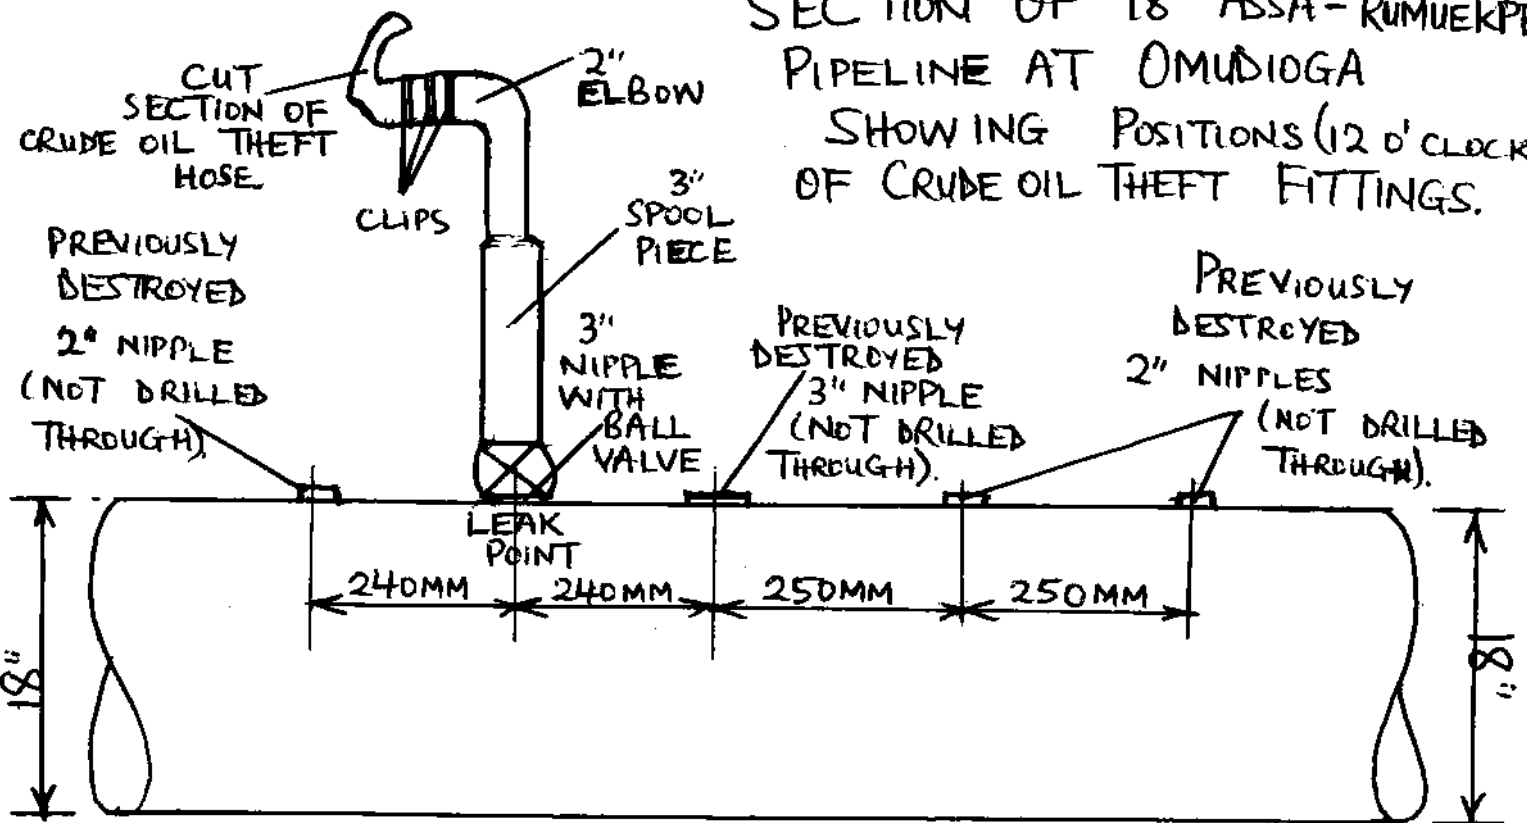 SECTION OF 18" ASSA-RUMUEKPE
PIPELINE AT OMUDIOGA
SHOWING POSITIONS (12 O'CLOCK
OF CRUDE OIL THEFT FITTINGS.
CUT
SECTION OF
CRUDE OIL THEFT
HOSE
2"
ELBOW
CLIPS
3"
SPOOL
PIECE
PREVIOUSLY
DESTROYED
2" NIPPLE
(NOT DRILLED
THROUGH)
3"
NIPPLE
WITH
BALL
VALVE
PREVIOUSLY
DESTROYED
3" NIPPLE
(NOT DRILLED
THROUGH).
PREVIOUSLY
DESTROYED
2" NIPPLES
(NOT DRILLED
THROUGH).
LEAK
POINT
240MM
240MM
250MM
250MM
18"
18"